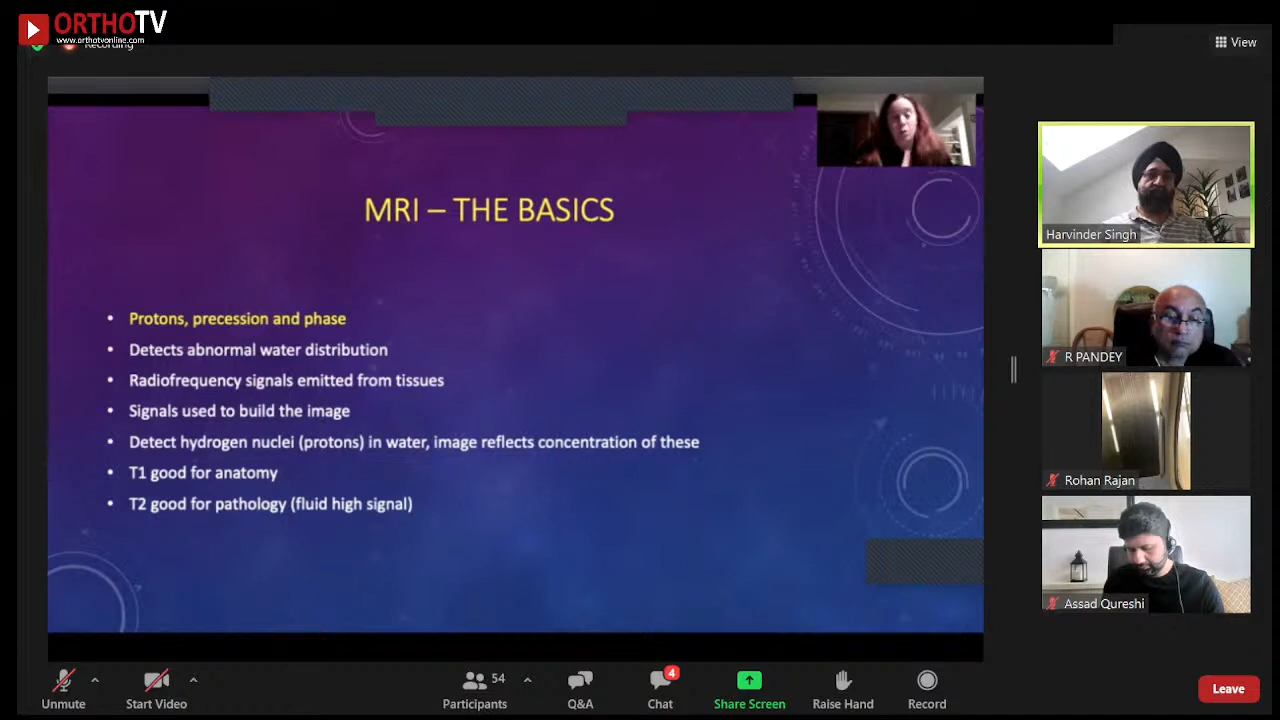 ORTHOTV
www.orthotvonline.com
Recording
View
MRI – THE BASICS
• Protons, precession and phase
• Detects abnormal water distribution
• Radiofrequency signals emitted from tissues
• Signals used to build the image
• Detect hydrogen nuclei (protons) in water, image reflects concentration of these
• T1 good for anatomy
• T2 good for pathology (fluid high signal)
Harvinder Singh
R PANDEY
Rohan Rajan
Assad Qureshi
Unmute
Start Video
54
Participants
Q&A
4
Chat
Share Screen
Raise Hand
Record
Leave